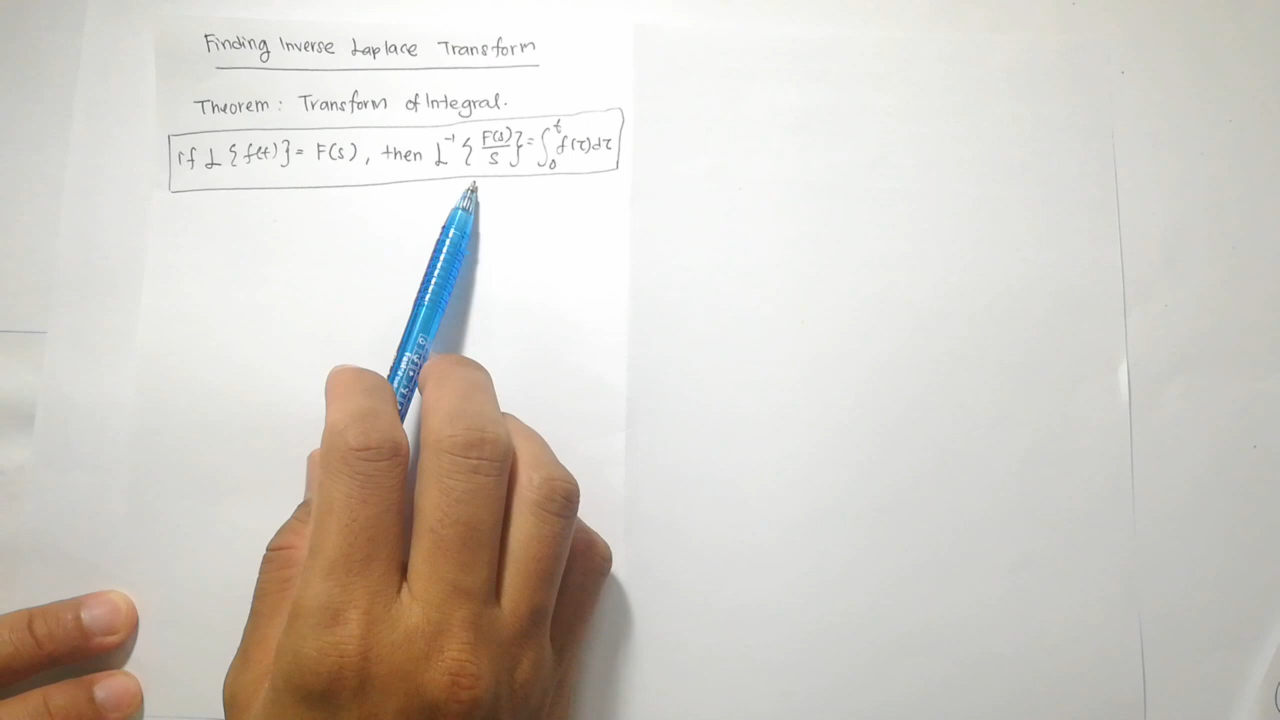 Finding Inverse Laplace Transform
Theorem: Transform of Integral.
if L{f(t)} = F(s), then L⁻¹{F(s)/s} = ∫₀ᵗ f(τ)dτ